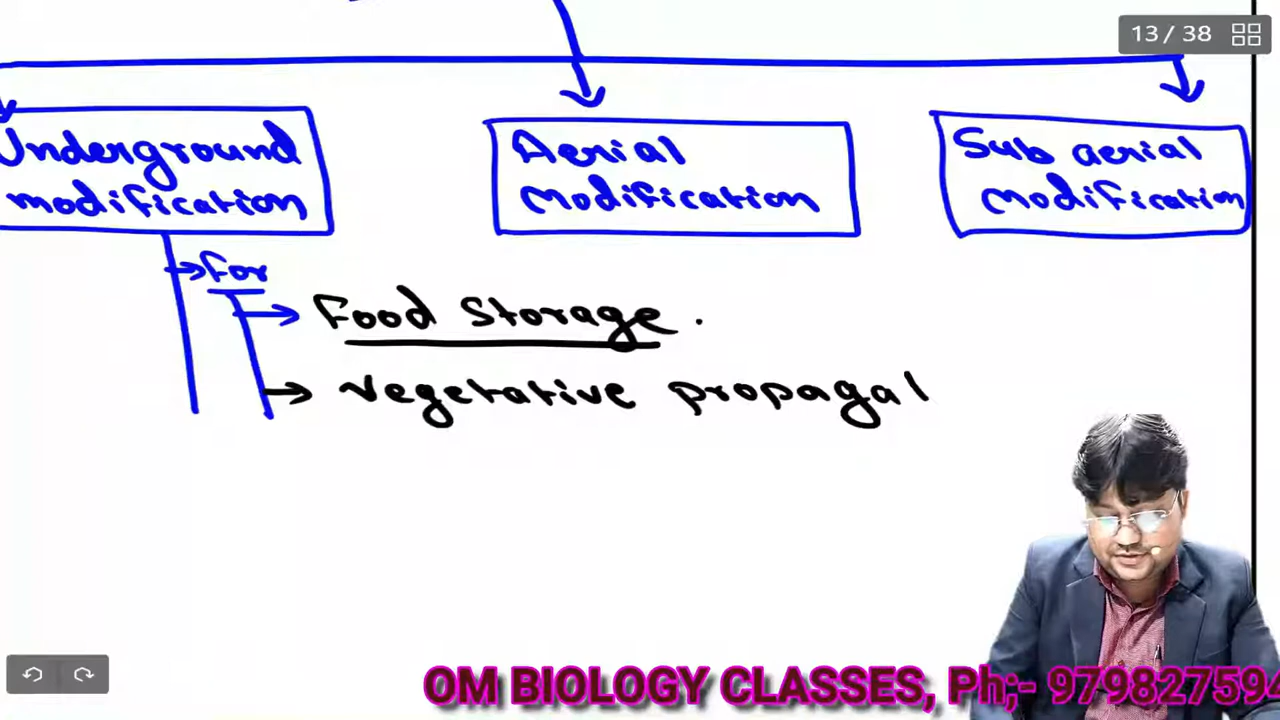 13 / 38
Underground
modification
Aerial
modification
Sub aerial
modification
For
Food Storage.
vegetative propagal
OM BIOLOGY CLASSES, Ph;- 979827594